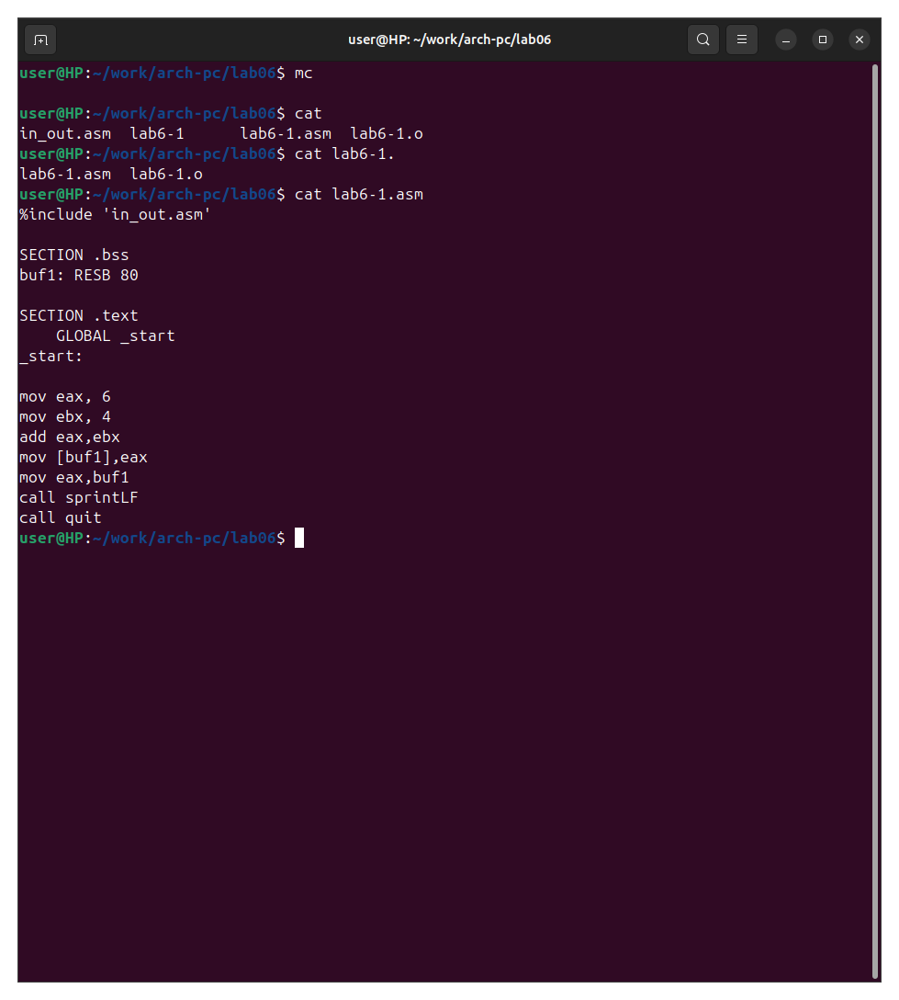 user@HP: ~/work/arch-pc/lab06
user@HP:~/work/arch-pc/lab06$ mc
user@HP:~/work/arch-pc/lab06$ cat
in_out.asm  lab6-1      lab6-1.asm  lab6-1.o
user@HP:~/work/arch-pc/lab06$ cat lab6-1.
lab6-1.asm  lab6-1.o
user@HP:~/work/arch-pc/lab06$ cat lab6-1.asm
%include 'in_out.asm'
SECTION .bss
buf1: RESB 80
SECTION .text
    GLOBAL _start
_start:
mov eax, 6
mov ebx, 4
add eax,ebx
mov [buf1],eax
mov eax,buf1
call sprintLF
call quit
user@HP:~/work/arch-pc/lab06$